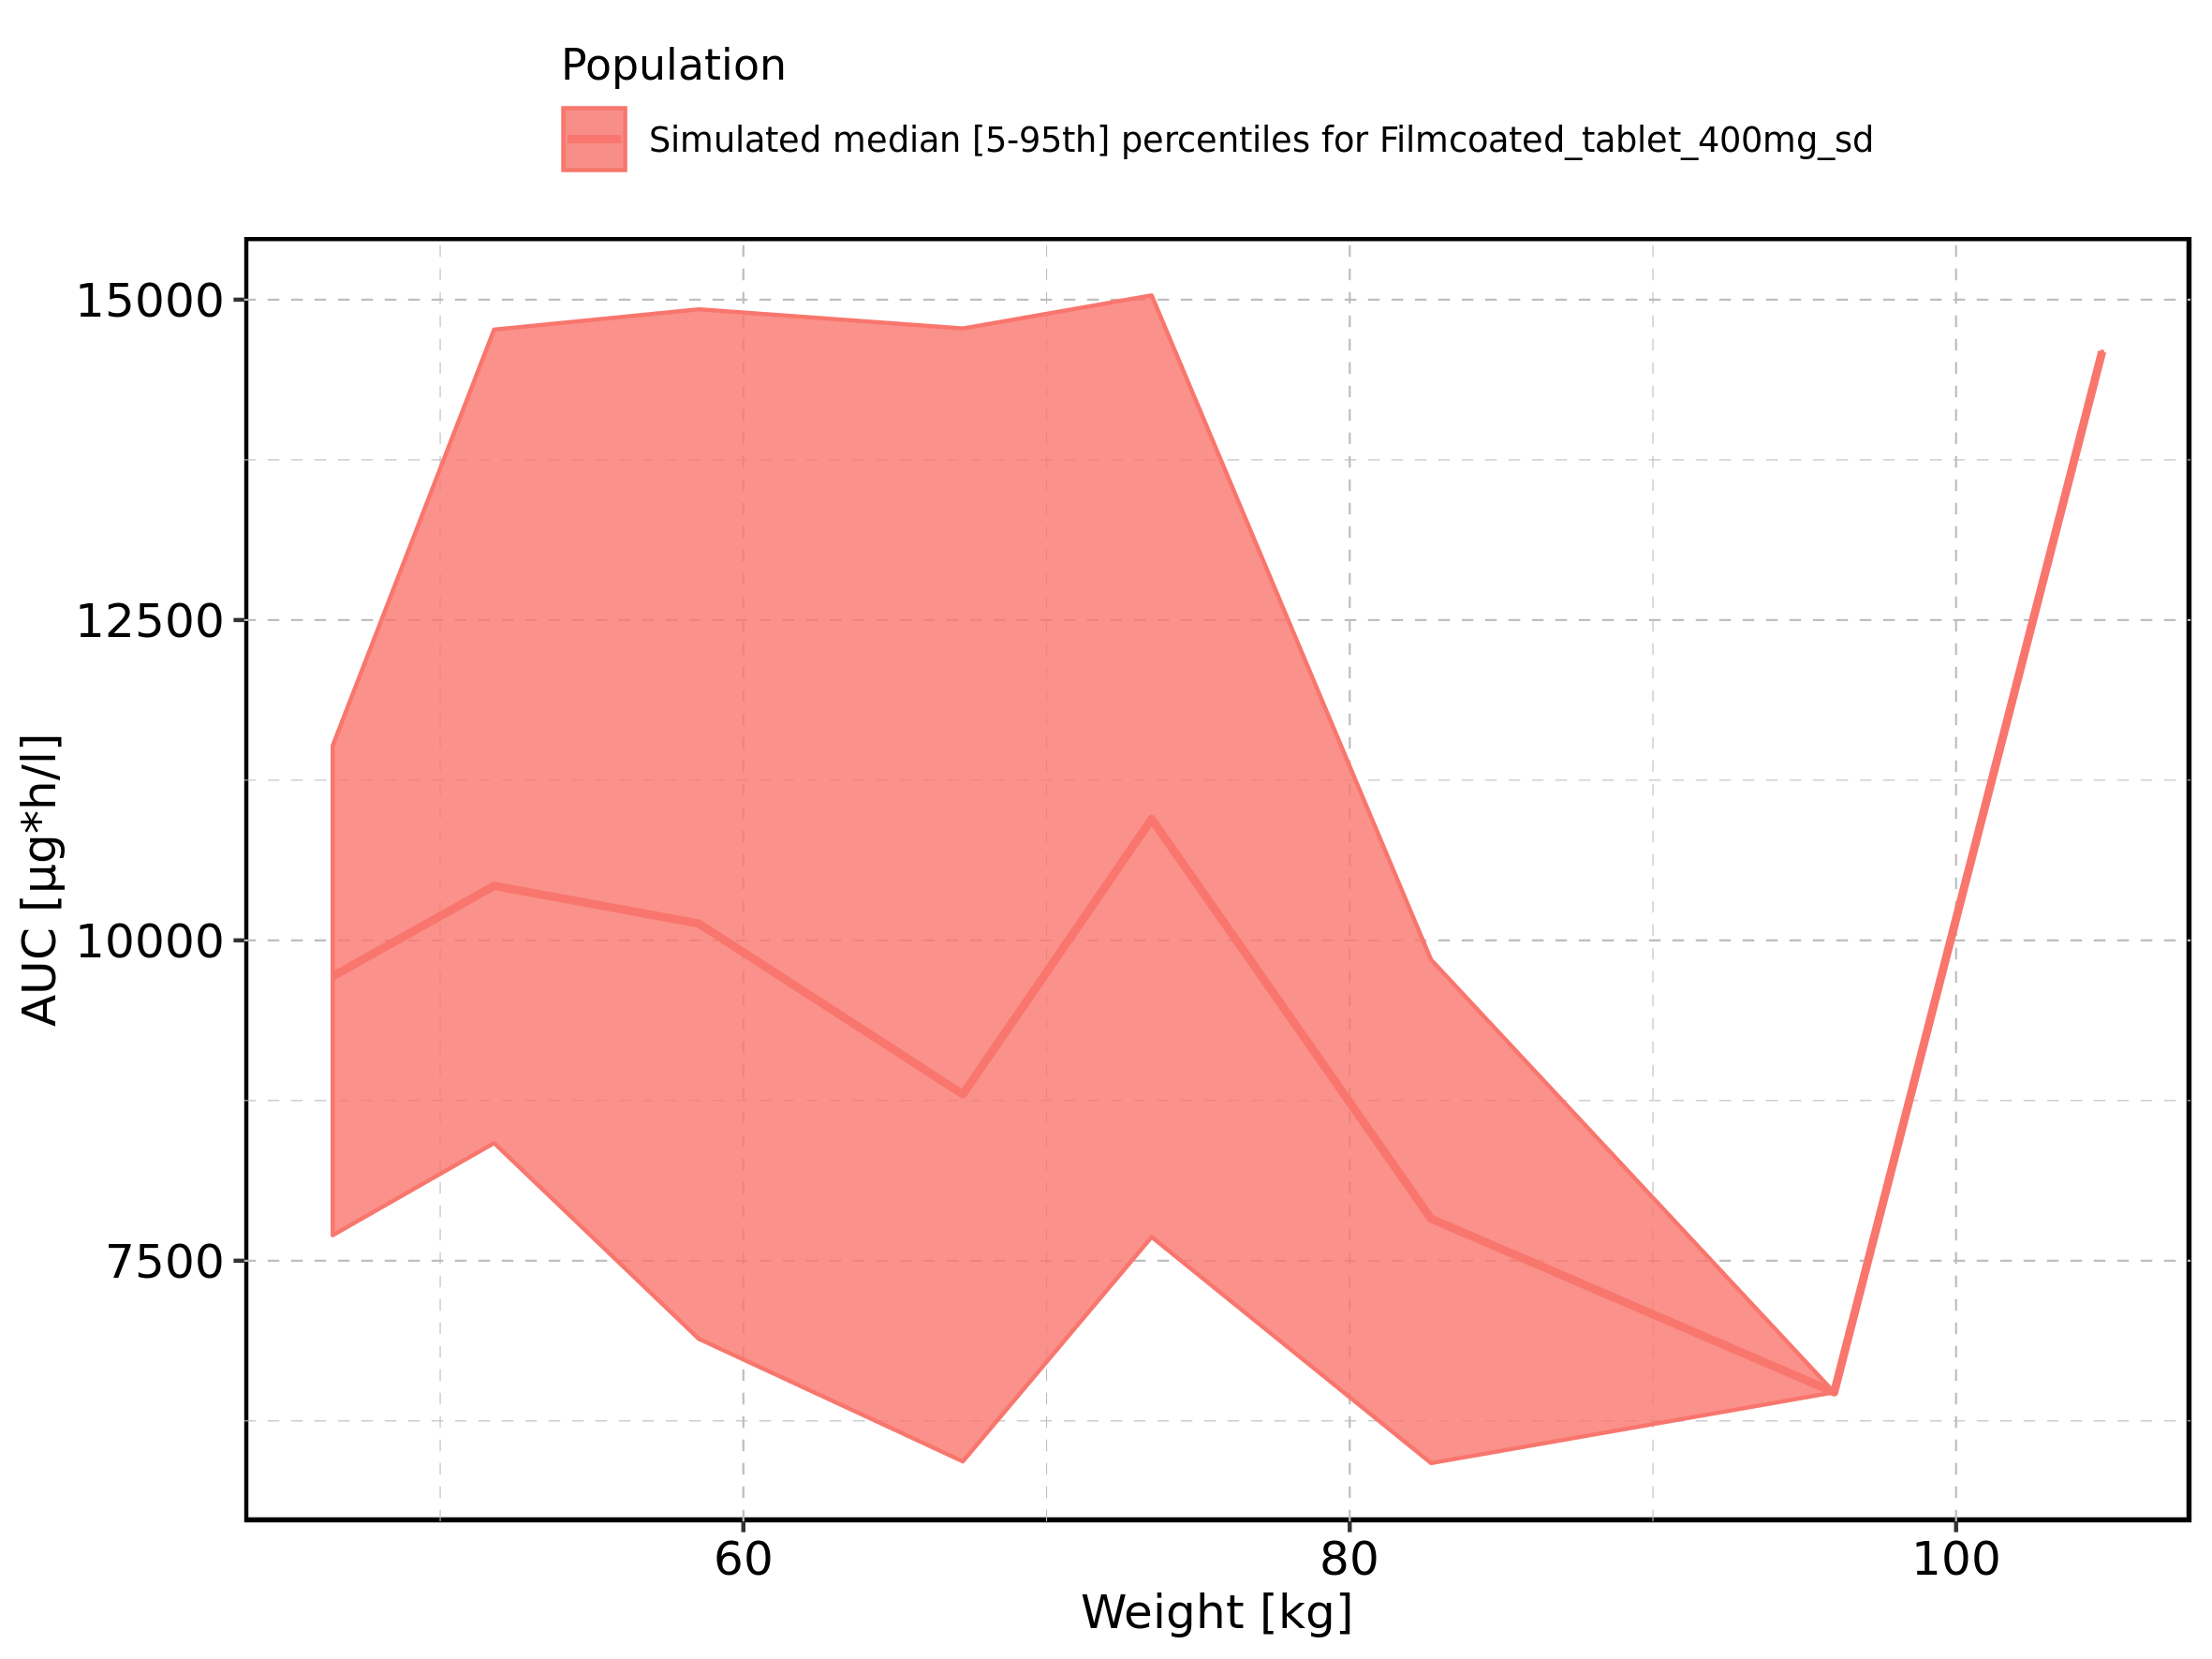 Population
Simulated median [5-95th] percentiles for Filmcoated_tablet_400mg_sd
15000
12500
10000
7500
AUC [µg*h/l]
60 80 100
Weight [kg]